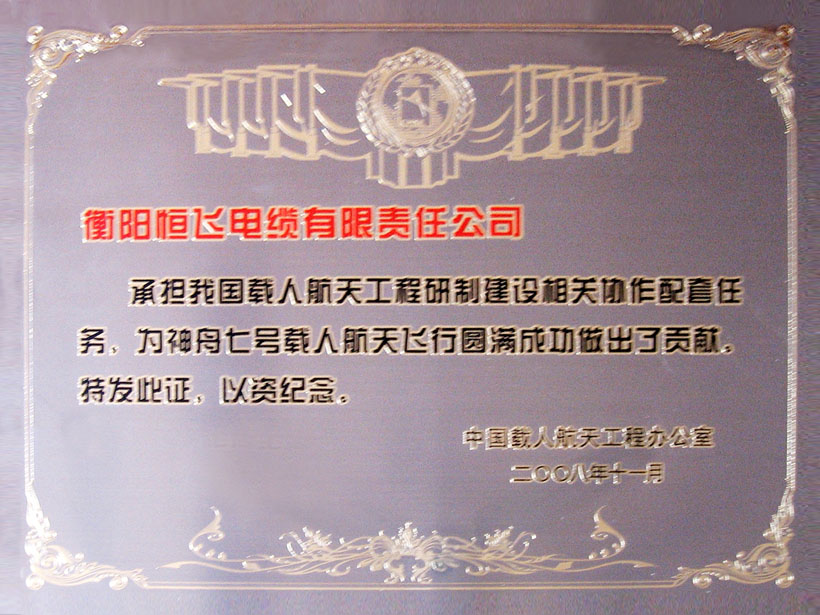 衡阳恒飞电缆有限责任公司
承担我国载人航天工程研制建设相关协作配套任
务，为神舟七号载人航天飞行圆满成功做出了贡献。
特发此证，以资纪念。
中国载人航天工程办公室
二〇〇八年十一月